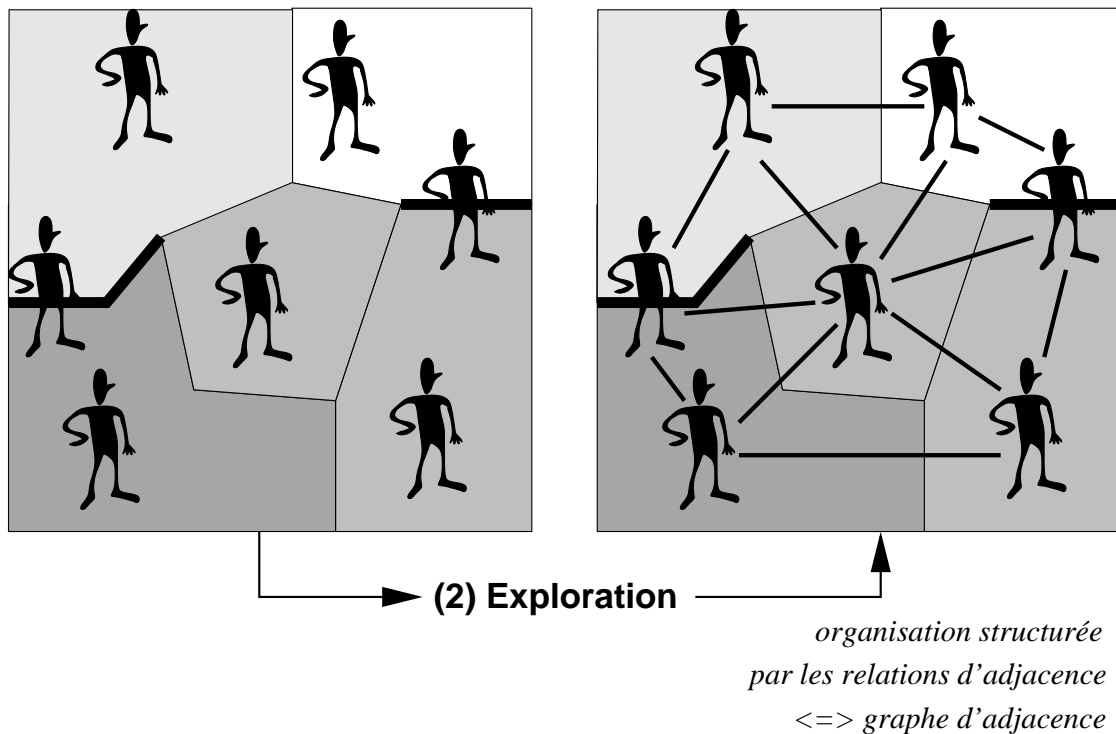 (2) Exploration
organisation structurée
par les relations d'adjacence
<=> graphe d'adjacence